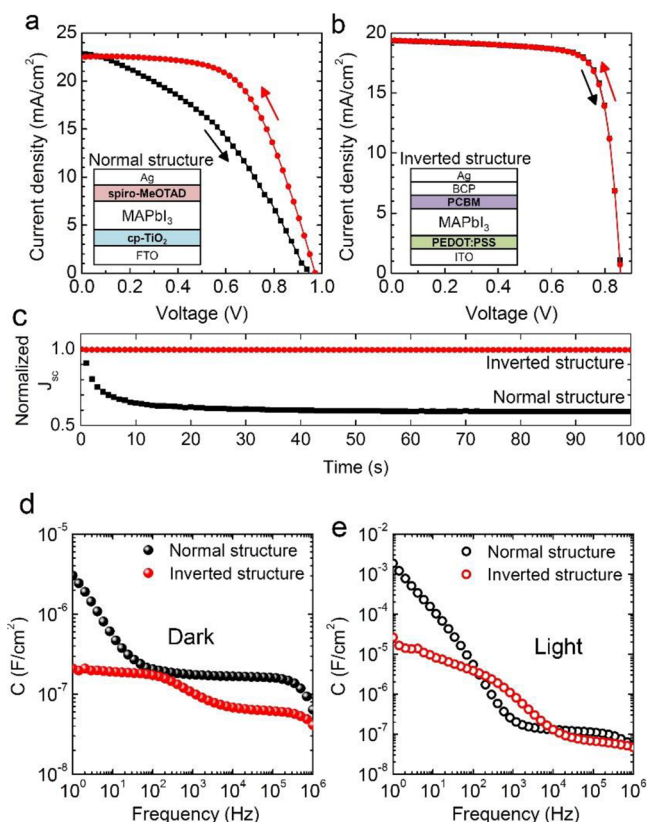 a
b
25
20
15
10
5
0
Current density (mA/cm²)
0.0 0.2 0.4 0.6 0.8 1.0
Voltage (V)
Normal structure
Ag
spiro-MeOTAD
MAPbI₃
cp-TiO₂
FTO
20
15
10
5
0
Current density (mA/cm²)
0.0 0.2 0.4 0.6 0.8
Voltage (V)
Inverted structure
Ag
BCP
PCBM
MAPbI₃
PEDOT:PSS
ITO
c
Normalized
Jsc
1.0
0.5
Inverted structure
Normal structure
0 10 20 30 40 50 60 70 80 90 100
Time (s)
d
10⁻⁵
10⁻⁶
10⁻⁷
10⁻⁸
C (F/cm²)
Normal structure
Inverted structure
Dark
10⁰ 10¹ 10² 10³ 10⁴ 10⁵ 10⁶
Frequency (Hz)
e
10⁻²
10⁻³
10⁻⁴
10⁻⁵
10⁻⁶
10⁻⁷
10⁻⁸
C (F/cm²)
Normal structure
Inverted structure
Light
10⁰ 10¹ 10² 10³ 10⁴ 10⁵ 10⁶
Frequency (Hz)